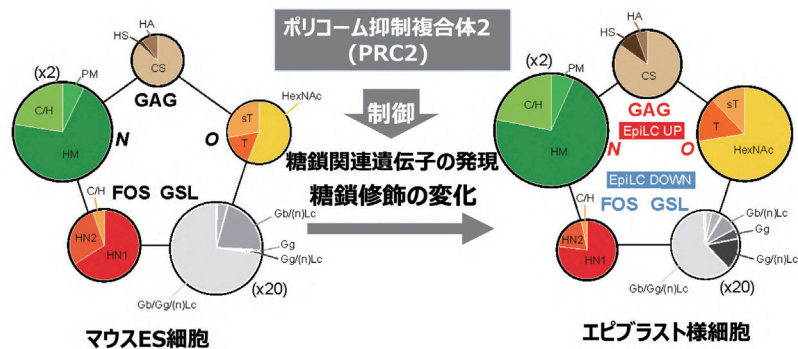 ポリコーム抑制複合体2
(PRC2)
制御
糖鎖関連遺伝子の発現
糖鎖修飾の変化
HA
HS
CS
GAG
(x2)
PM
C/H
HM
N
O
HexNAc
sT
T
FOS GSL
C/H
HN2
HN1
Gb/(n)Lc
Gg
Gg/(n)Lc
(x20)
Gb/Gg/(n)Lc
マウスES細胞
HA
HS
CS
GAG
EpiLC UP
(x2)
PM
C/H
HM
N
O
sT
T
HexNAc
EpiLC DOWN
FOS GSL
C/H
HN2
HN1
Gb/(n)Lc
Gg
Gg/(n)Lc
(x20)
Gb/Gg/(n)Lc
エピブラスト様細胞